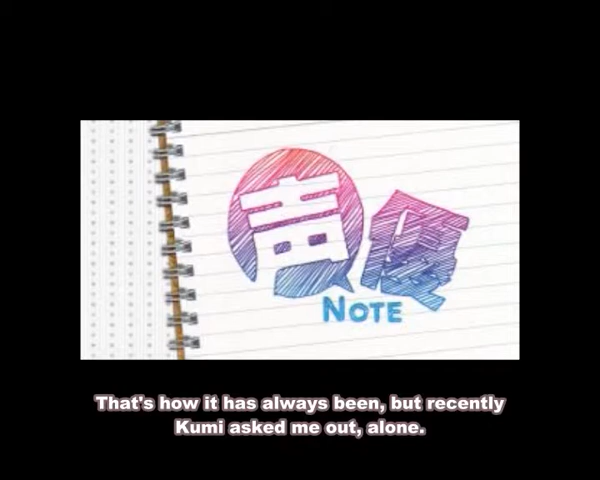 声優
NOTE
That's how it has always been, but recently
Kumi asked me out, alone.